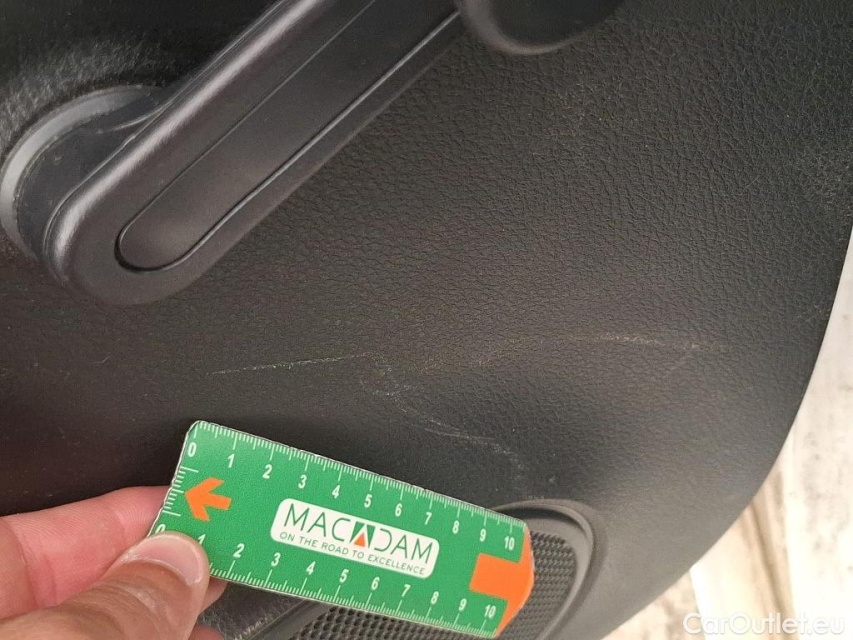 0 1 2 3 4 5 6 7 8 9 10
MACADAM
ON THE ROAD TO EXCELLENCE
0 1 2 3 4 5 6 7 8 9 10
CarOutlet.eu